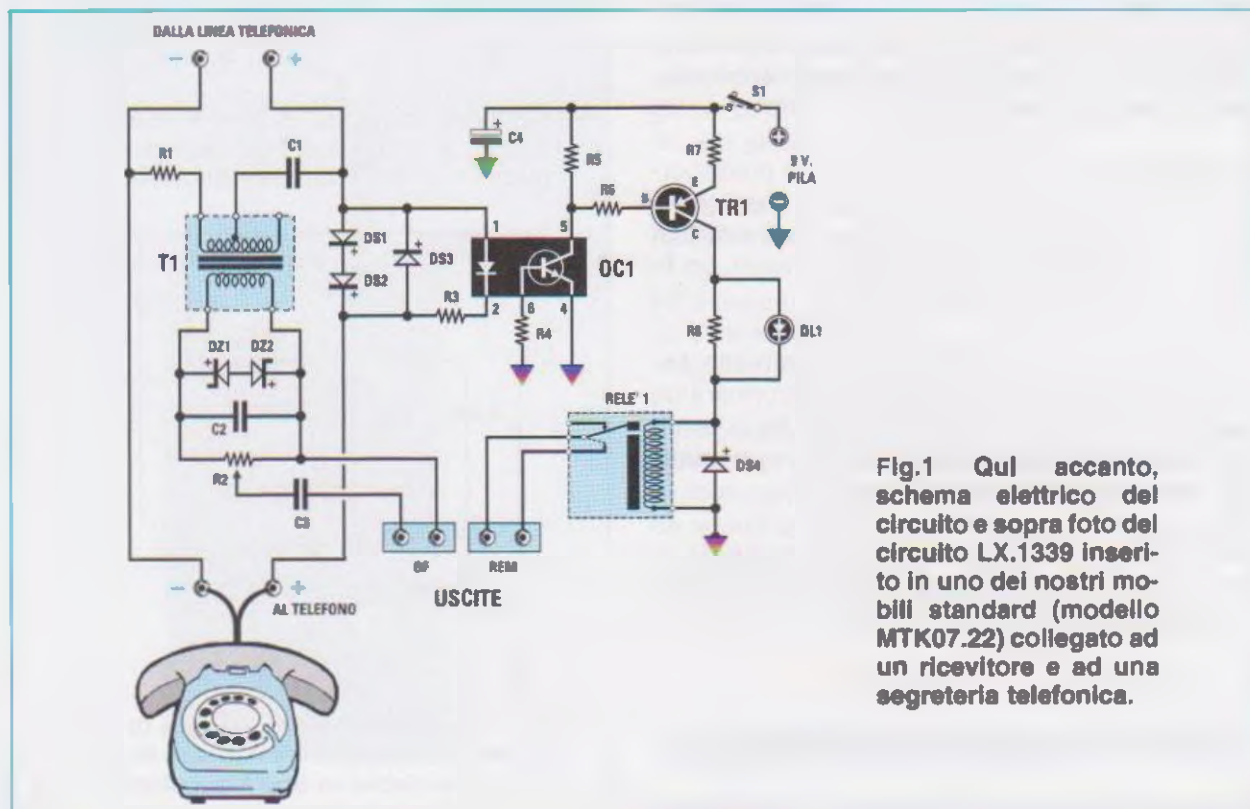 DALLA LINEA TELEFONICA
- +
R1
C1
T1
DS1
DS2
DS3
R3
DZ1 DZ2
C2
R2
C3
C4
1 5
OC1
2 6 4
R4
R5
R6
R7
S1
9 V.
PILA
B E C
TR1
R8
DL1
RELE' 1
DS4
BF REM
USCITE
- +
AL TELEFONO
Fig.1 Qui accanto,
schema elettrico del
circuito e sopra foto del
circuito LX.1339 inseri-
to in uno dei nostri mo-
bili standard (modello
MTK07.22) collegato ad
un ricevitore e ad una
segreteria telefonica.